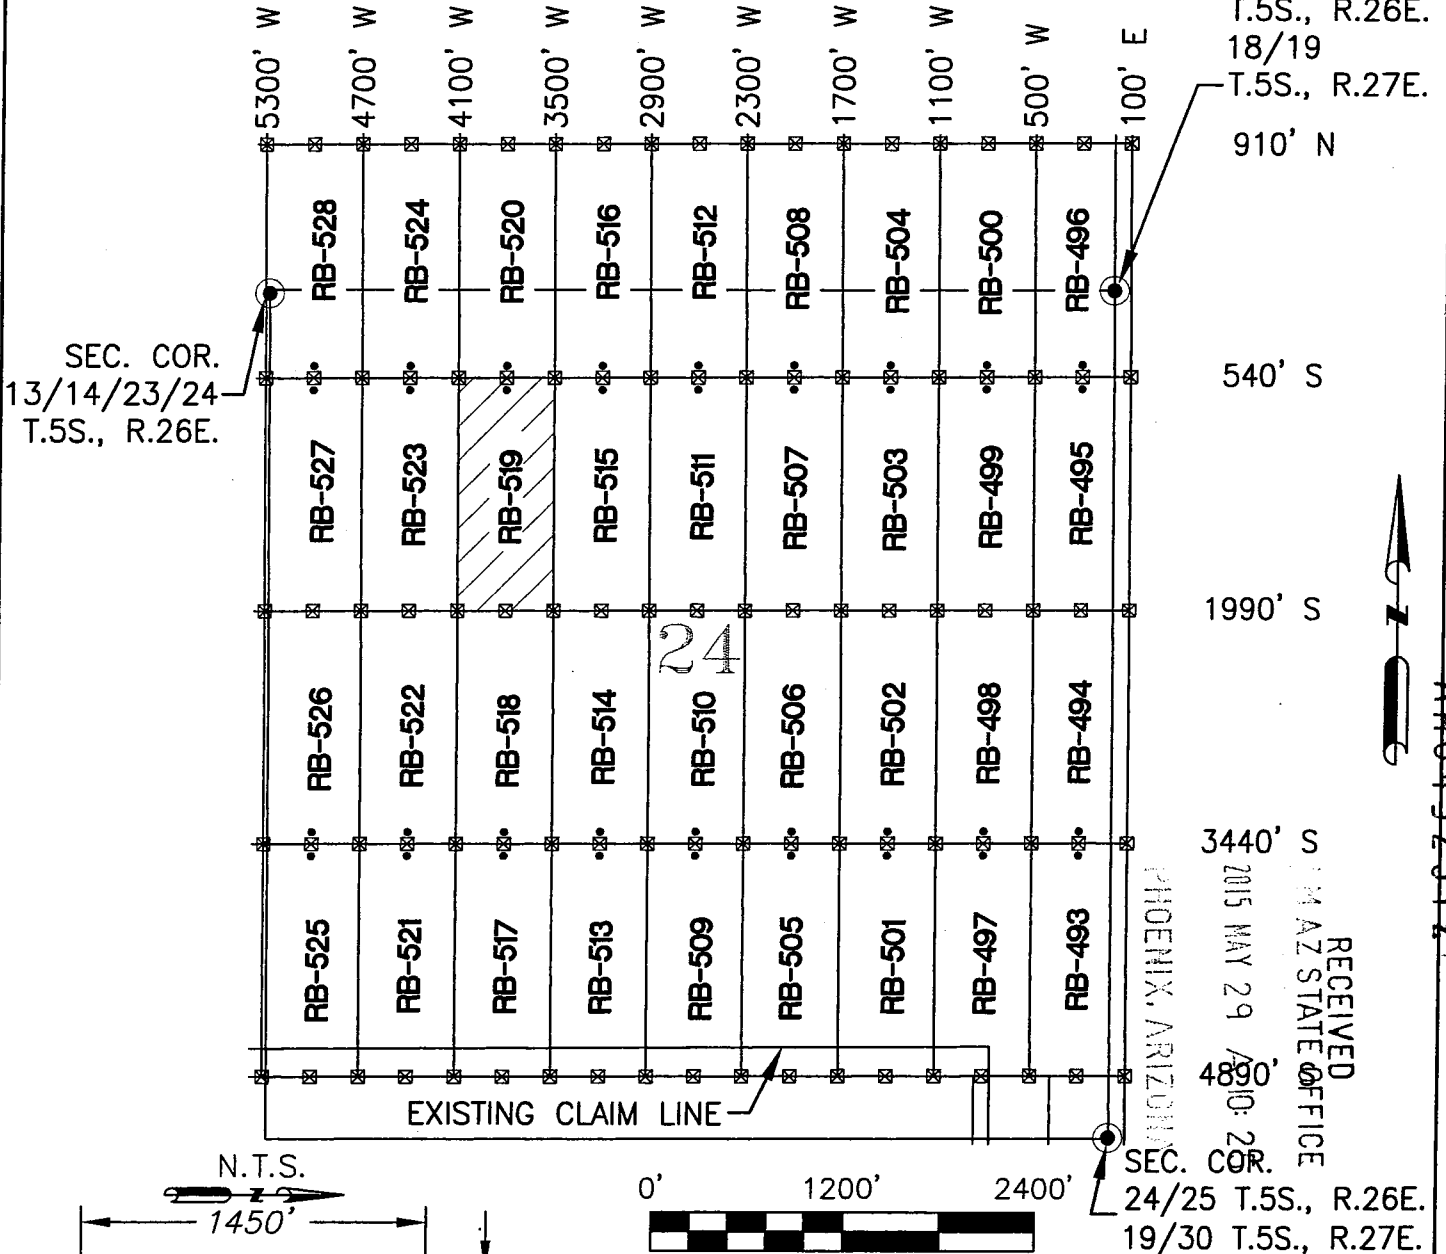 5300' W
4700' W
4100' W
3500' W
2900' W
2300' W
1700' W
1100' W
500' W
100' E
T.5S., R.26E.
18/19
T.5S., R.27E.
910' N
RB-528
RB-524
RB-520
RB-516
RB-512
RB-508
RB-504
RB-500
RB-496
SEC. COR.
13/14/23/24
T.5S., R.26E.
540' S
RB-527
RB-523
RB-519
RB-515
RB-511
RB-507
RB-503
RB-499
RB-495
1990' S
24
Z
RB-526
RB-522
RB-518
RB-514
RB-510
RB-506
RB-502
RB-498
RB-494
3440' S
RB-525
RB-521
RB-517
RB-513
RB-509
RB-505
RB-501
RB-497
RB-493
RECEIVED
AZ STATE OFFICE
2015 MAY 29 A 10: 2
PHOENIX, ARIZONA
4890' S
EXISTING CLAIM LINE
SEC. COR.
24/25 T.5S., R.26E.
19/30 T.5S., R.27E.
N.T.S.
Z
1450'
0' 1200' 2400'